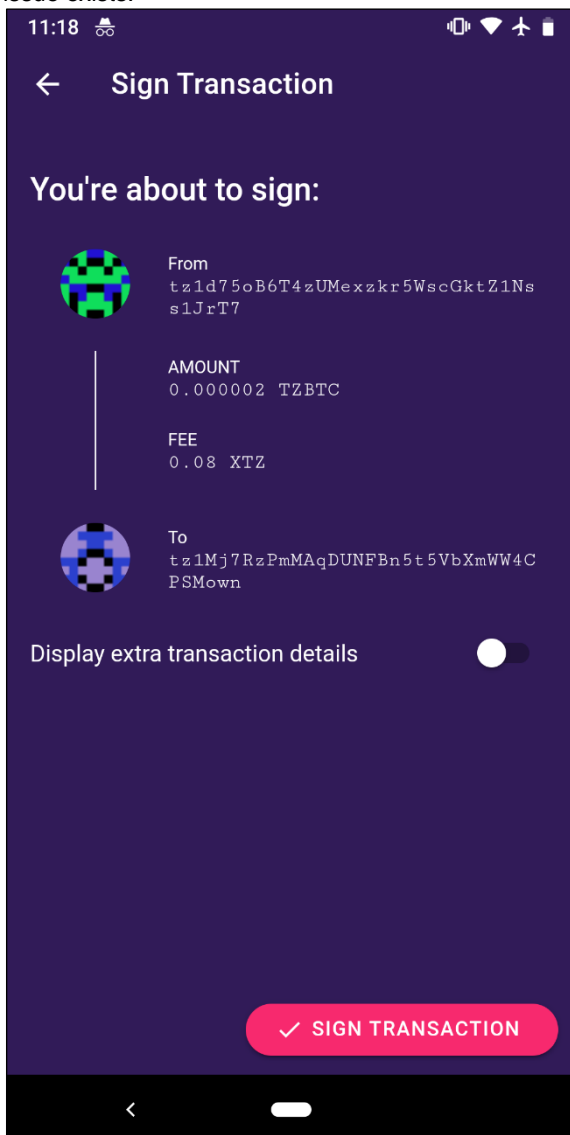 11:18
Sign Transaction
You're about to sign:
From
tz1d75oB6T4zUMexzkr5WscGktZ1Ns
s1JrT7
AMOUNT
0.000002 TZBTC
FEE
0.08 XTZ
To
tz1Mj7RzPmMAqDUNFBn5t5VbXmWW4C
PSMown
Display extra transaction details
SIGN TRANSACTION